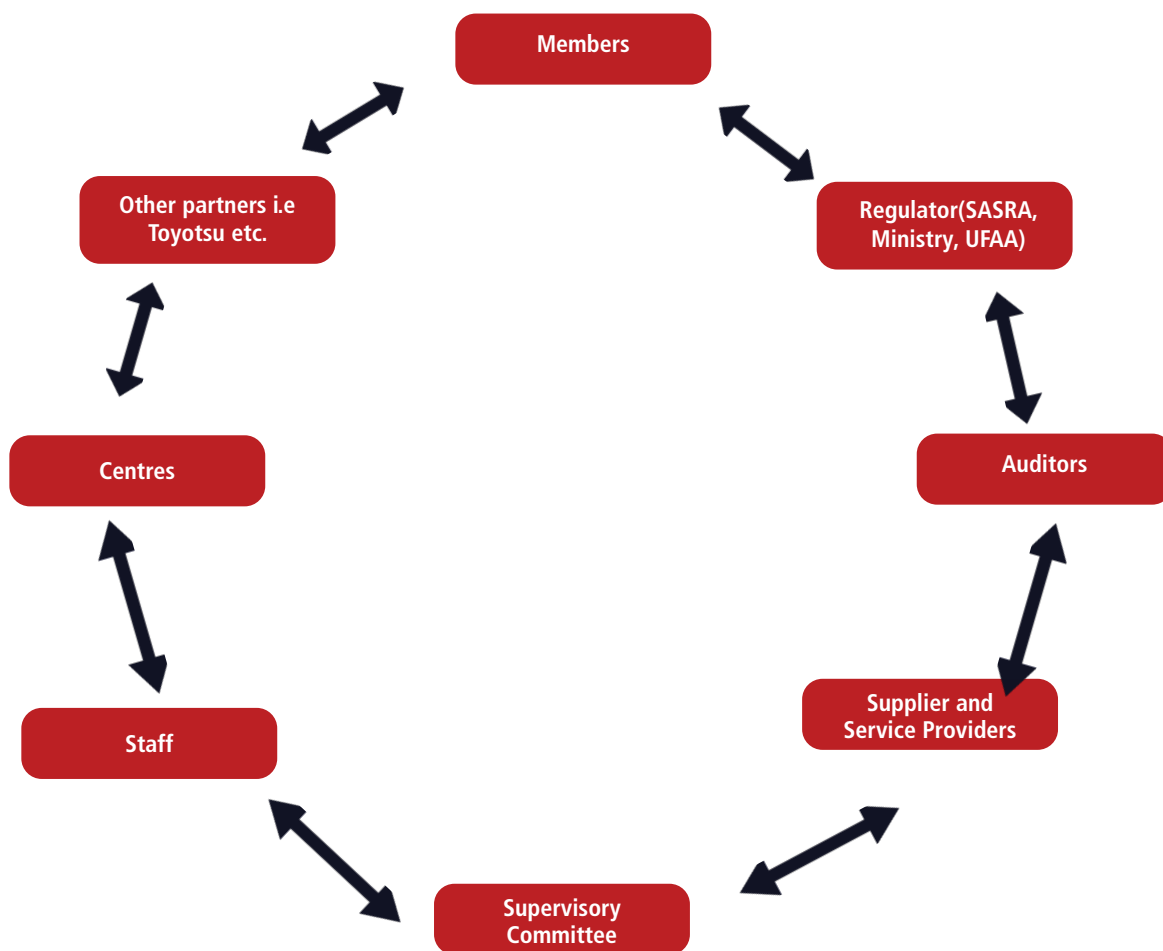 Members
Other partners i.e
Toyotsu etc.
Regulator(SASRA,
Ministry, UFAA)
Centres
Auditors
Supplier and
Service Providers
Staff
Supervisory
Committee